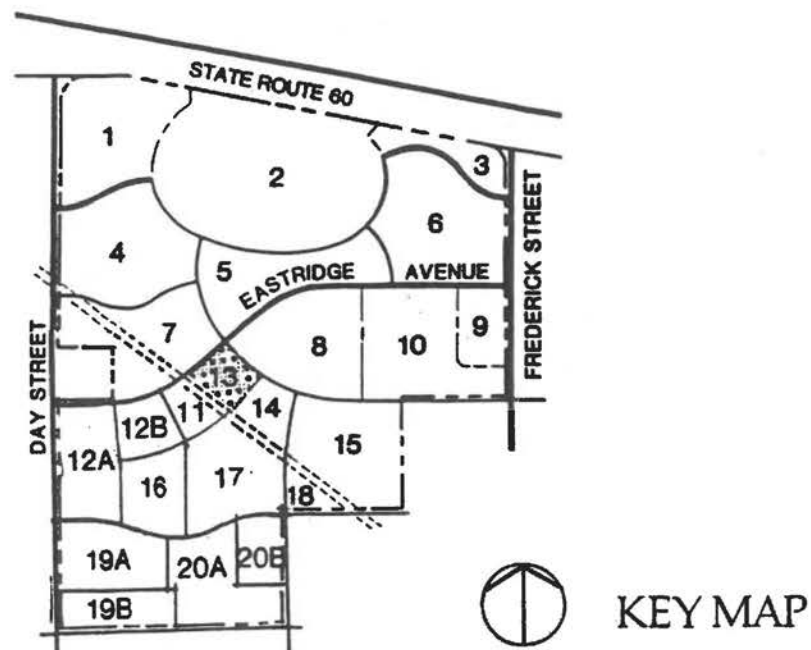 STATE ROUTE 60
1
2
3
FREDERICK STREET
4
5
6
EASTRIDGE AVENUE
7
8
9
10
DAY STREET
13
11
14
12B
12A
15
16
17
18
19A
20A
20B
19B
KEY MAP